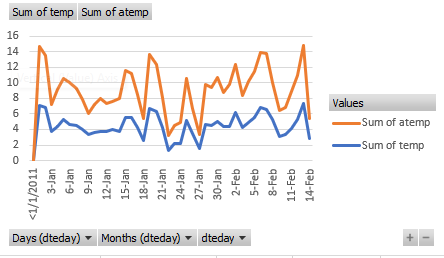 Sum of temp Sum of atemp
16
14
12
10
8
6
4
2
0
<1/1/2011
3-Jan
6-Jan
9-Jan
12-Jan
15-Jan
18-Jan
21-Jan
24-Jan
27-Jan
30-Jan
2-Feb
5-Feb
8-Feb
11-Feb
14-Feb
Values
Sum of atemp
Sum of temp
Days (dteday) Months (dteday) dteday
+ −